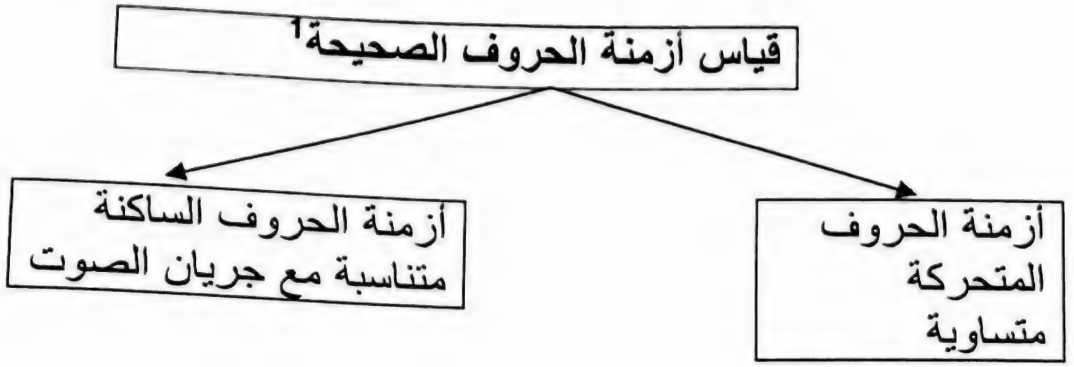 قياس أزمنة الحروف الصحيحة¹
أزمنة الحروف
المتحركة
متساوية
أزمنة الحروف الساكنة
متناسبة مع جريان الصوت